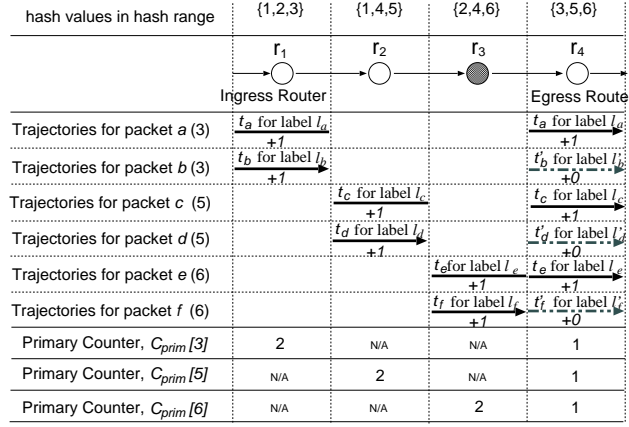 hash values in hash range {1,2,3} {1,4,5} {2,4,6} {3,5,6}
r1 r2 r3 r4
Ingress Router Egress Route
Trajectories for packet a (3) ta for label la +1 ta for label la +1
Trajectories for packet b (3) tb for label lb +1 t'b for label l'b +0
Trajectories for packet c (5) tc for label lc +1 tc for label lc +1
Trajectories for packet d (5) td for label ld +1 t'd for label l'd +0
Trajectories for packet e (6) te for label le +1 te for label le +1
Trajectories for packet f (6) tf for label lf +1 t'f for label l'f +0
Primary Counter, Cprim [3] 2 N/A N/A 1
Primary Counter, Cprim [5] N/A 2 N/A 1
Primary Counter, Cprim [6] N/A N/A 2 1